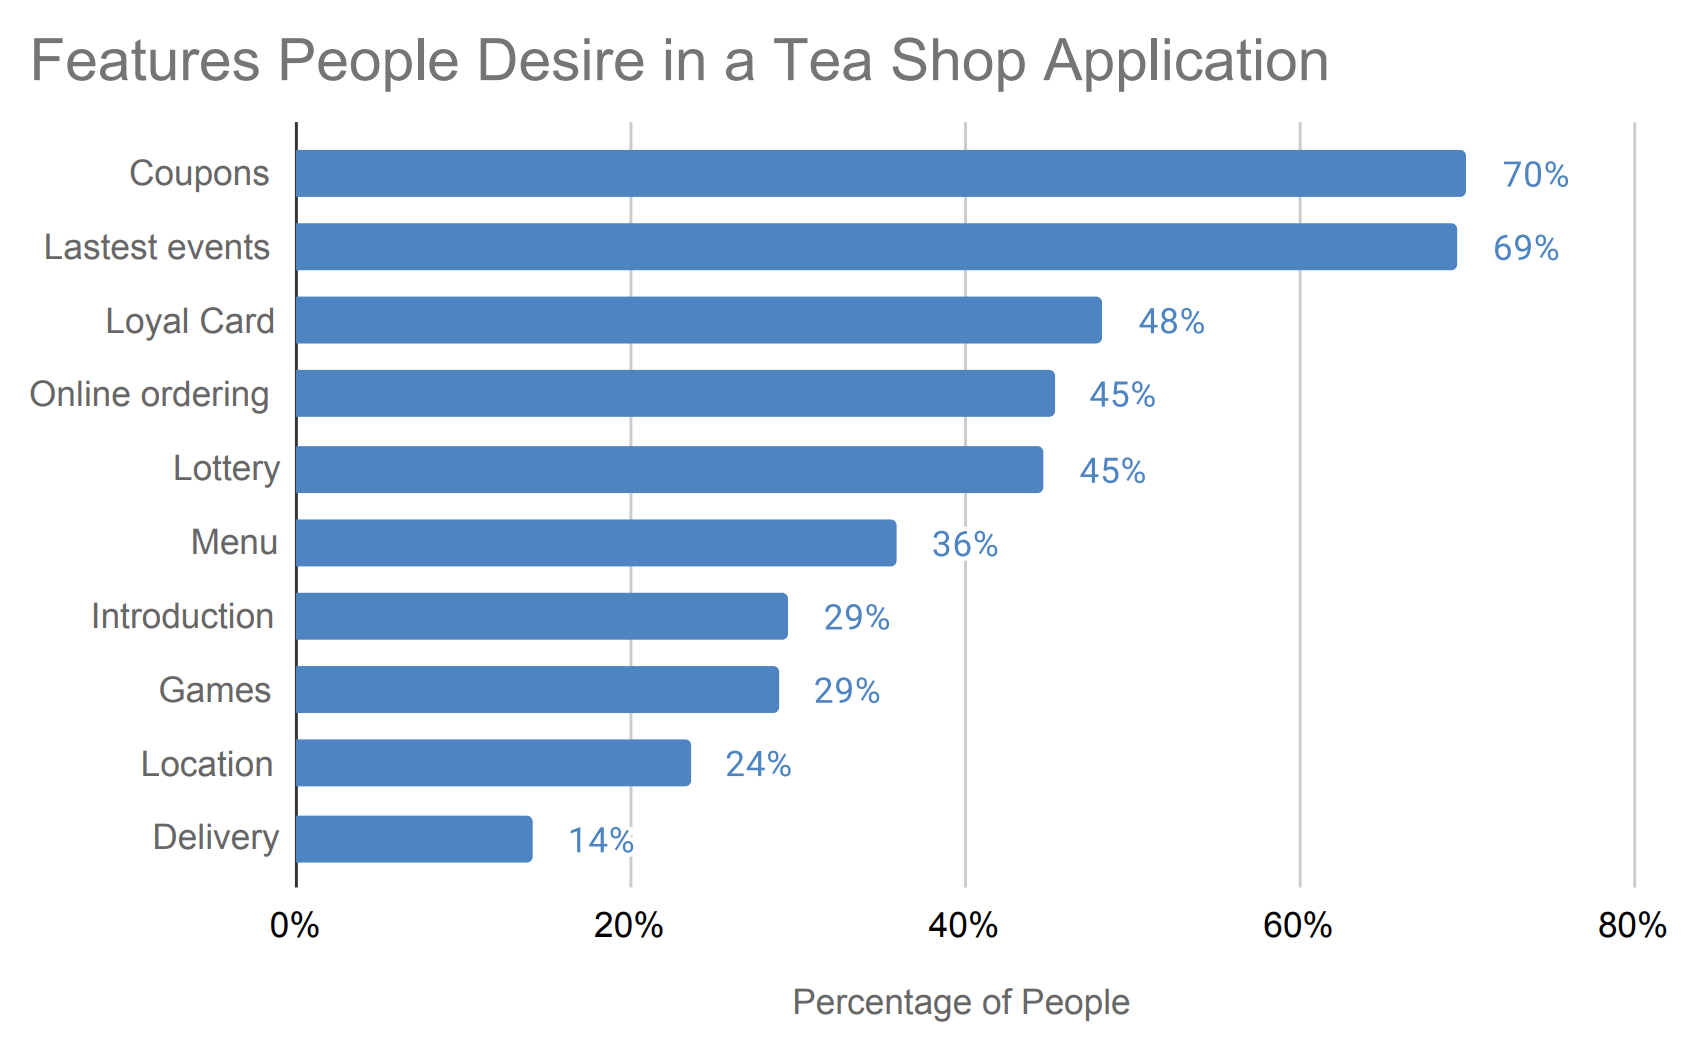 Features People Desire in a Tea Shop Application
Coupons 70%
Lastest events 69%
Loyal Card 48%
Online ordering 45%
Lottery 45%
Menu 36%
Introduction 29%
Games 29%
Location 24%
Delivery 14%
0% 20% 40% 60% 80%
Percentage of People